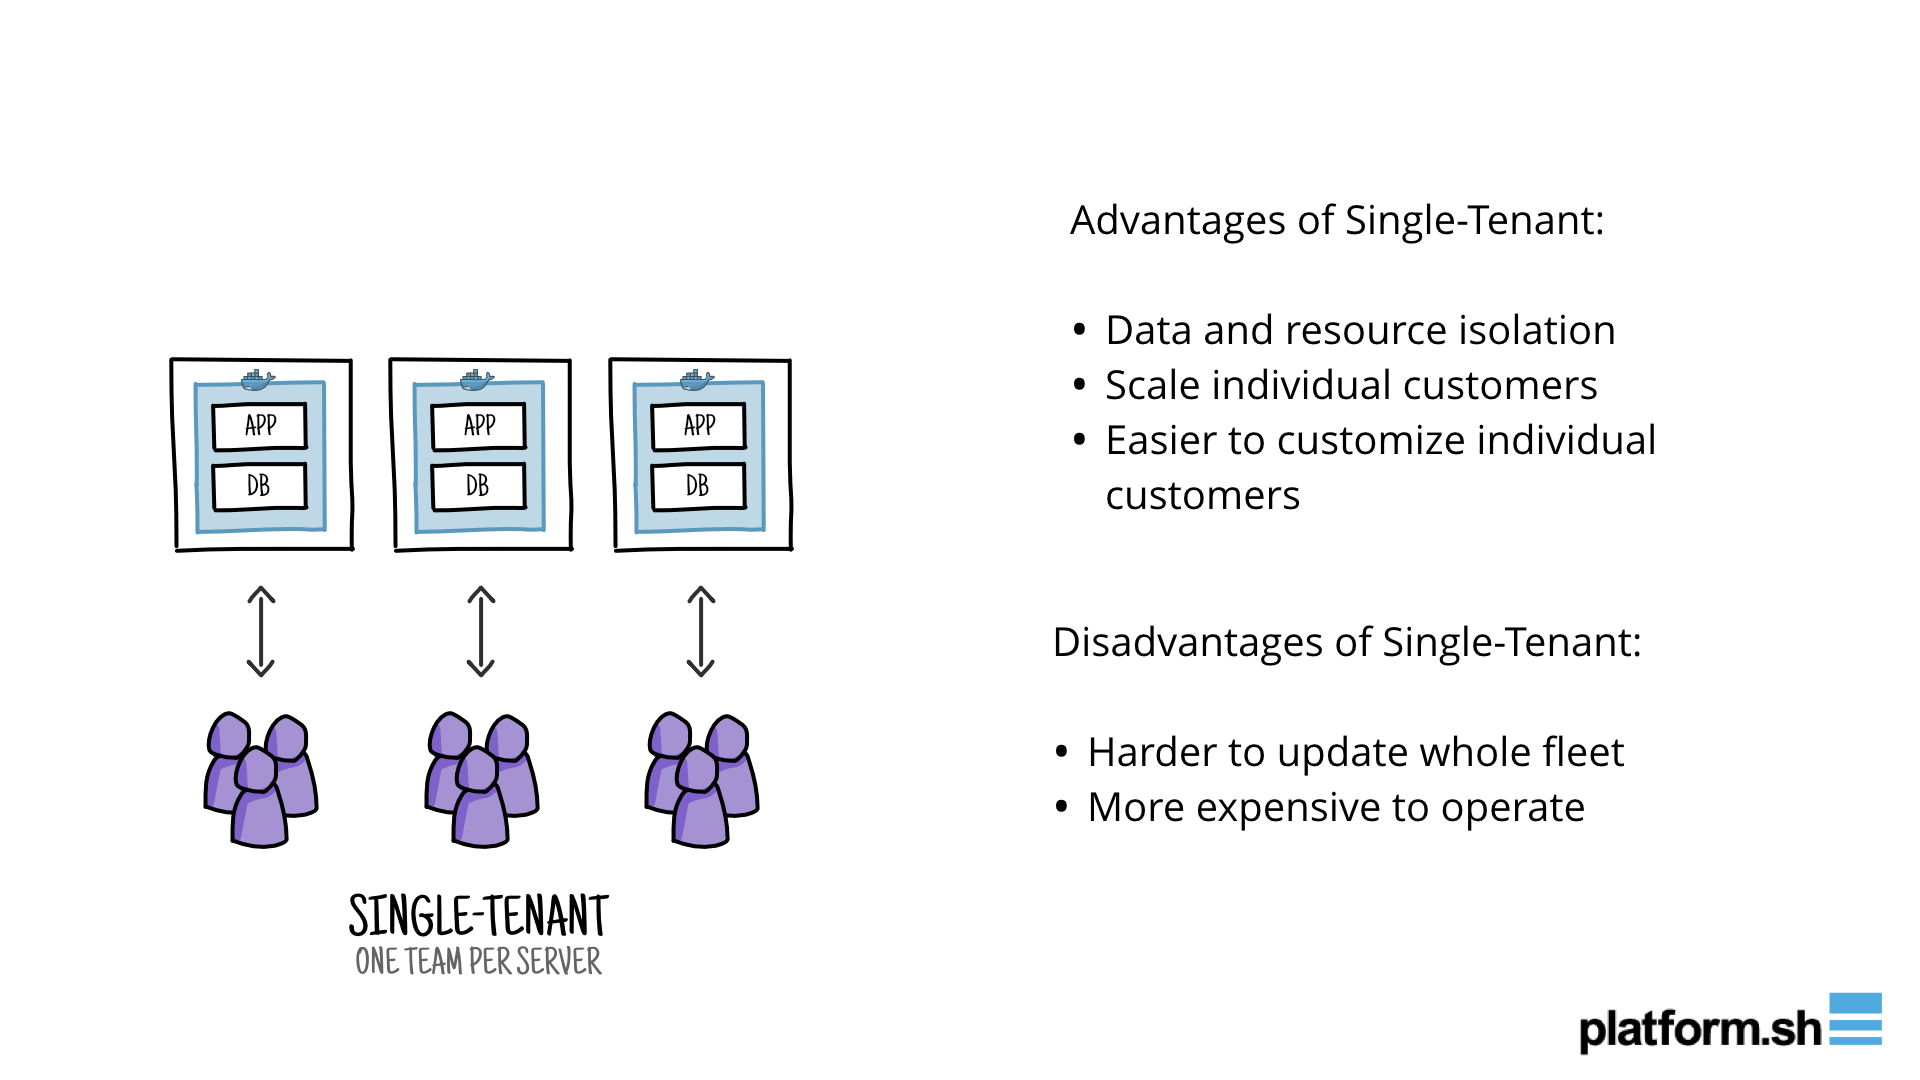 APP
DB
APP
DB
APP
DB
SINGLE-TENANT
ONE TEAM PER SERVER
Advantages of Single-Tenant:
• Data and resource isolation
• Scale individual customers
• Easier to customize individual
customers
Disadvantages of Single-Tenant:
• Harder to update whole fleet
• More expensive to operate
platform.sh